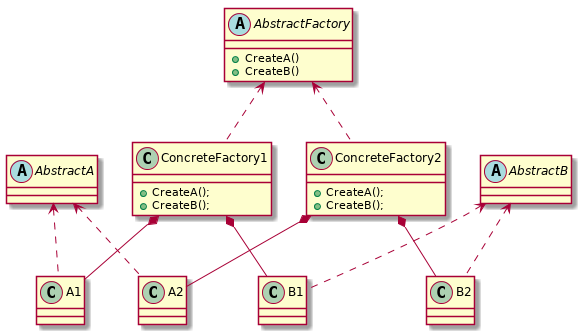 A AbstractFactory
CreateA()
CreateB()
A AbstractA
C ConcreteFactory1
CreateA();
CreateB();
C ConcreteFactory2
CreateA();
CreateB();
A AbstractB
C A1
C A2
C B1
C B2